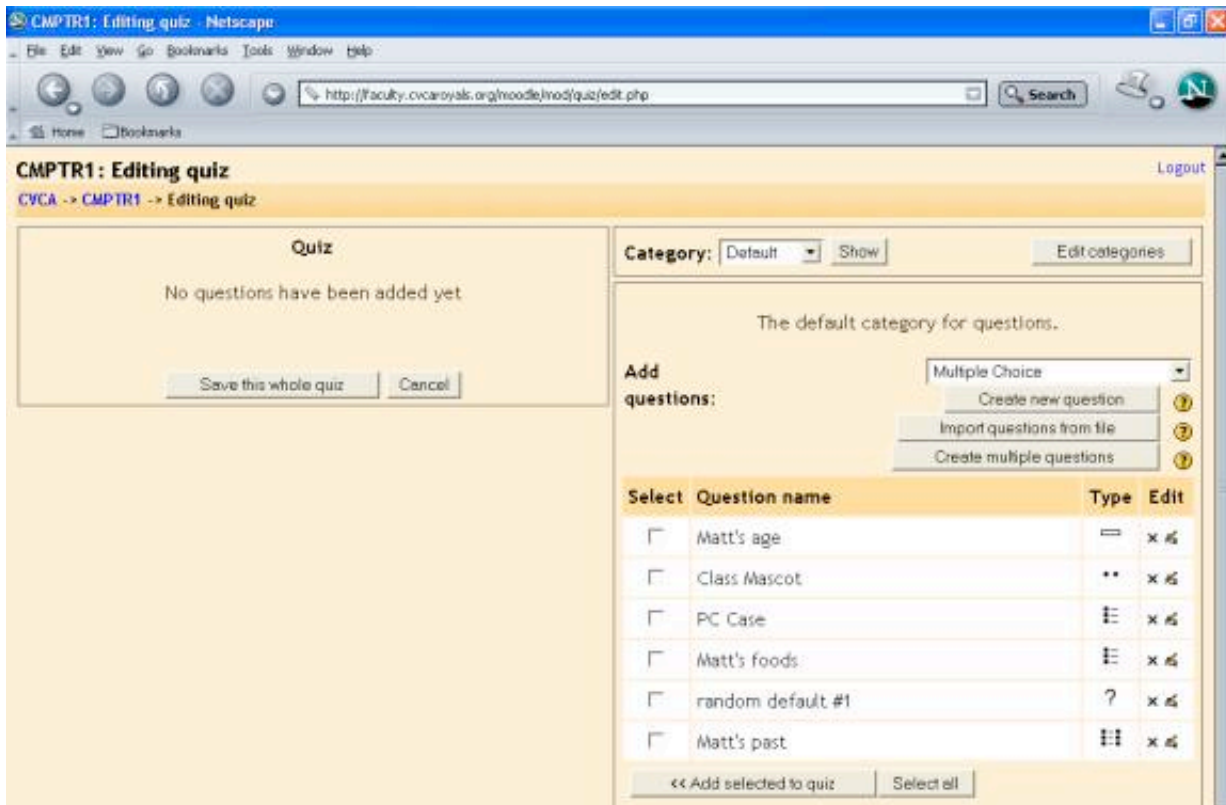 CMPTR1: Editing quiz - Netscape
File Edit View Go Bookmarks Tools Window Help
http://faculty.cvcaroyals.org/moodle/mod/quiz/edit.php
Search
N
Home Bookmarks
CMPTR1: Editing quiz
Logout
CVCA -> CMPTR1 -> Editing quiz
Quiz
No questions have been added yet
Save this whole quiz Cancel
Category: Default Show Edit categories
The default category for questions.
Add questions:
Multiple Choice
Create new question ?
Import questions from file ?
Create multiple questions ?
Select Question name Type Edit
Matt's age
Class Mascot
PC Case
Matt's foods
random default #1 ?
Matt's past
<< Add selected to quiz Select all